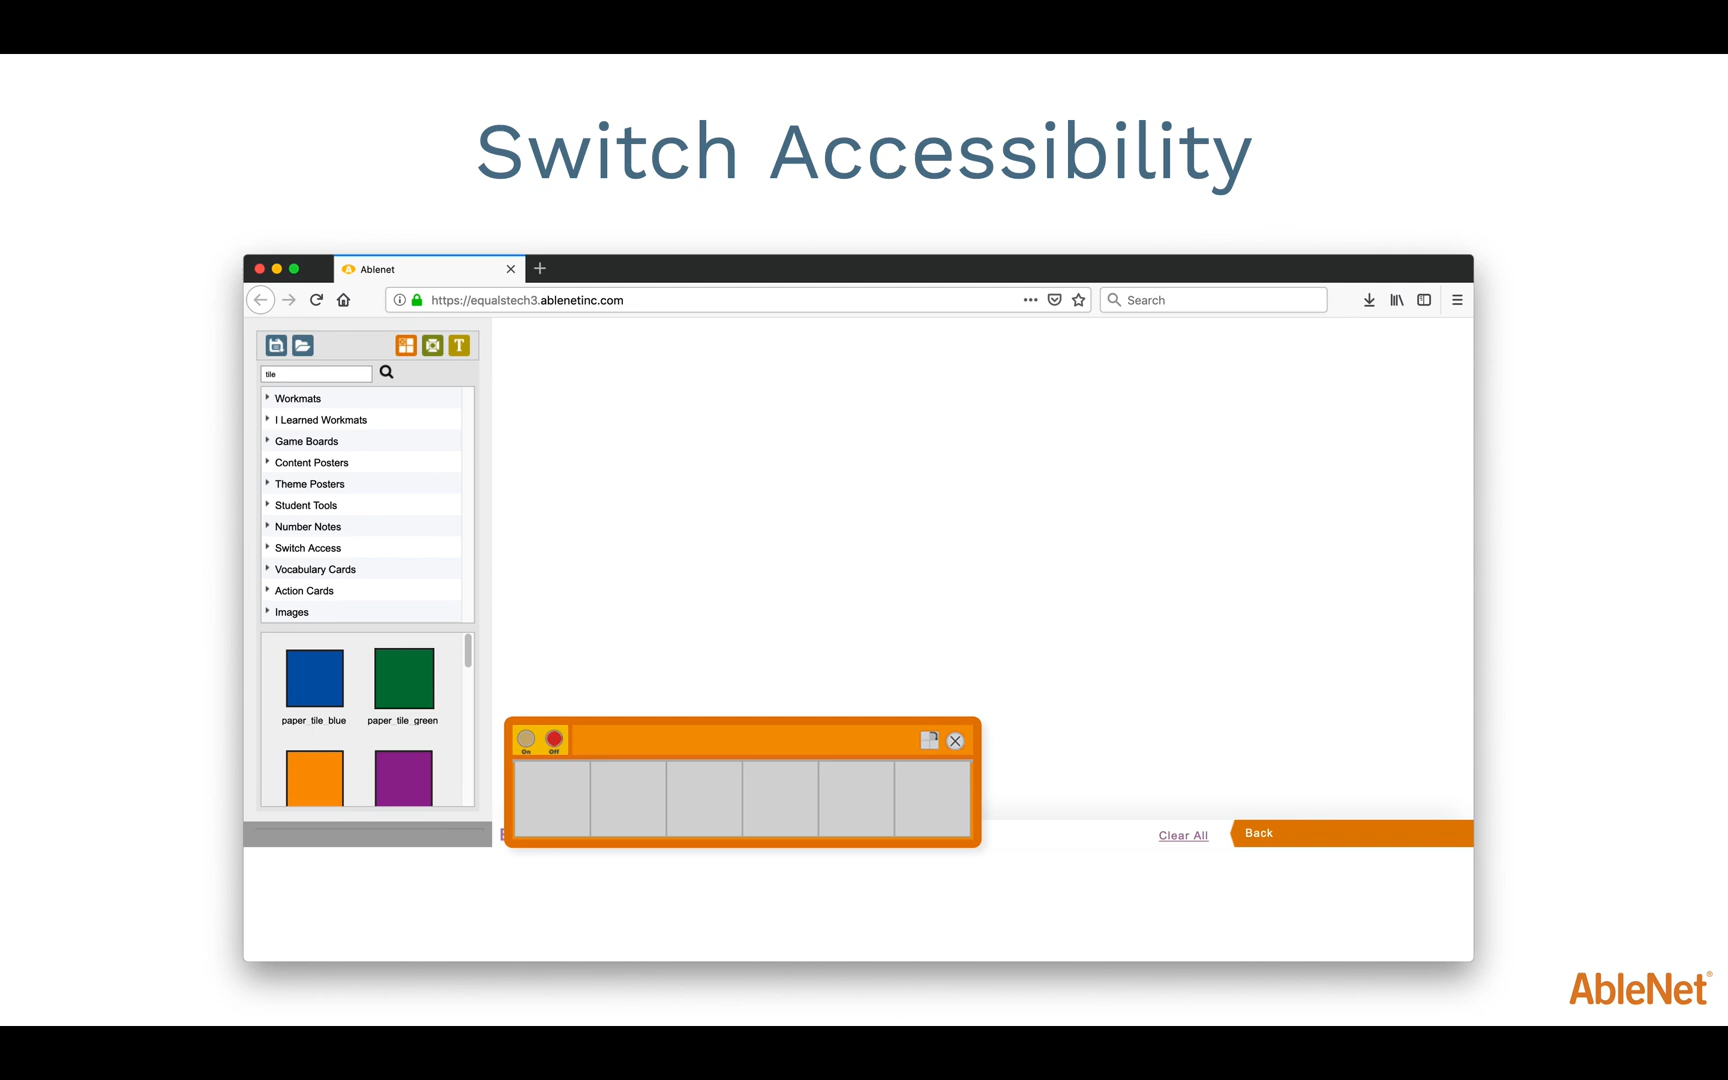 Switch Accessibility
Ablenet
https://equalstech3.ablenetinc.com
Search
T
tile
Workmats
I Learned Workmats
Game Boards
Content Posters
Theme Posters
Student Tools
Number Notes
Switch Access
Vocabulary Cards
Action Cards
Images
paper_tile_blue
paper_tile_green
On
Off
Clear All
Back
AbleNet®